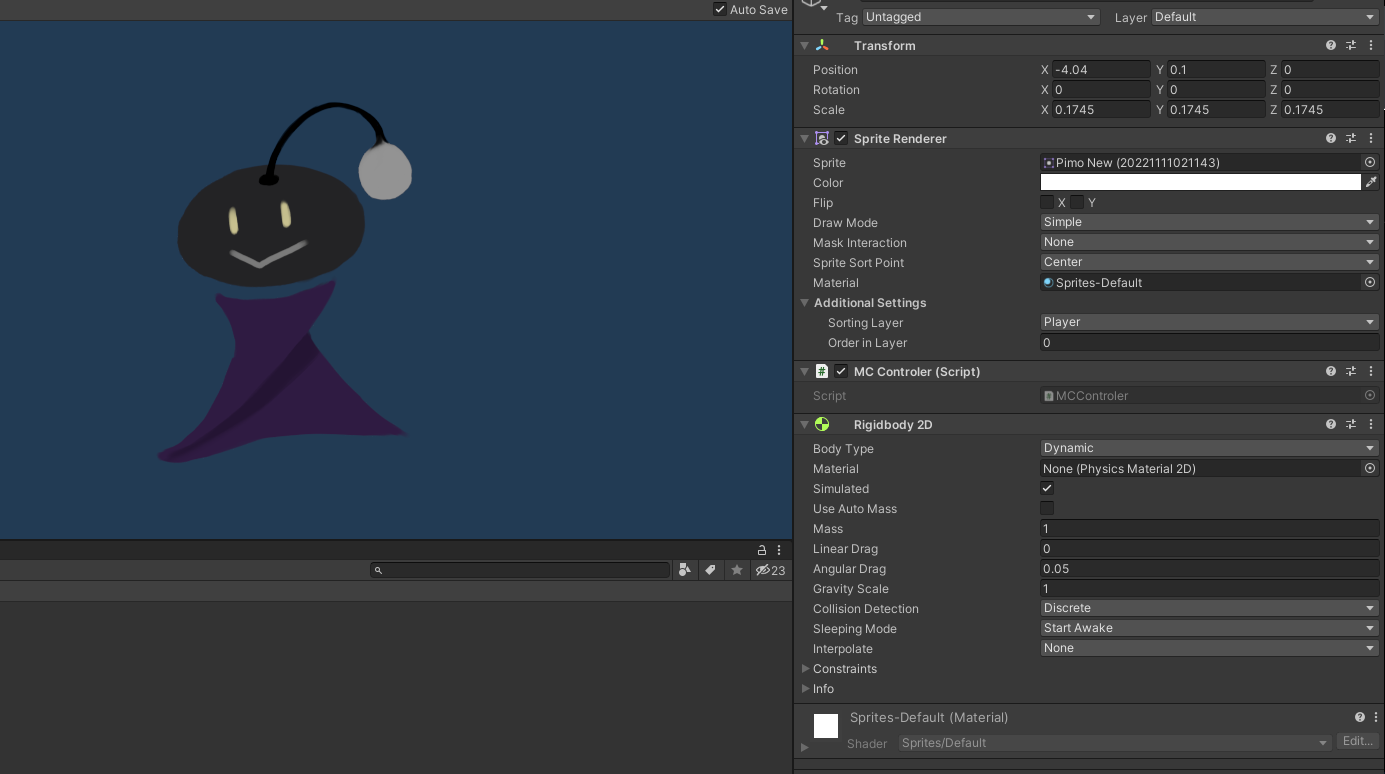 Auto Save
Tag Untagged Layer Default
Transform
Position X -4.04 Y 0.1 Z 0
Rotation X 0 Y 0 Z 0
Scale X 0.1745 Y 0.1745 Z 0.1745
Sprite Renderer
Sprite Pimo New (20221111021143)
Color
Flip X Y
Draw Mode Simple
Mask Interaction None
Sprite Sort Point Center
Material Sprites-Default
Additional Settings
Sorting Layer Player
Order in Layer 0
# MC Controler (Script)
Script MCControler
Rigidbody 2D
Body Type Dynamic
Material None (Physics Material 2D)
Simulated
Use Auto Mass
Mass 1
Linear Drag 0
Angular Drag 0.05
Gravity Scale 1
Collision Detection Discrete
Sleeping Mode Start Awake
Interpolate None
Constraints
Info
23
Sprites-Default (Material)
Shader Sprites/Default Edit...